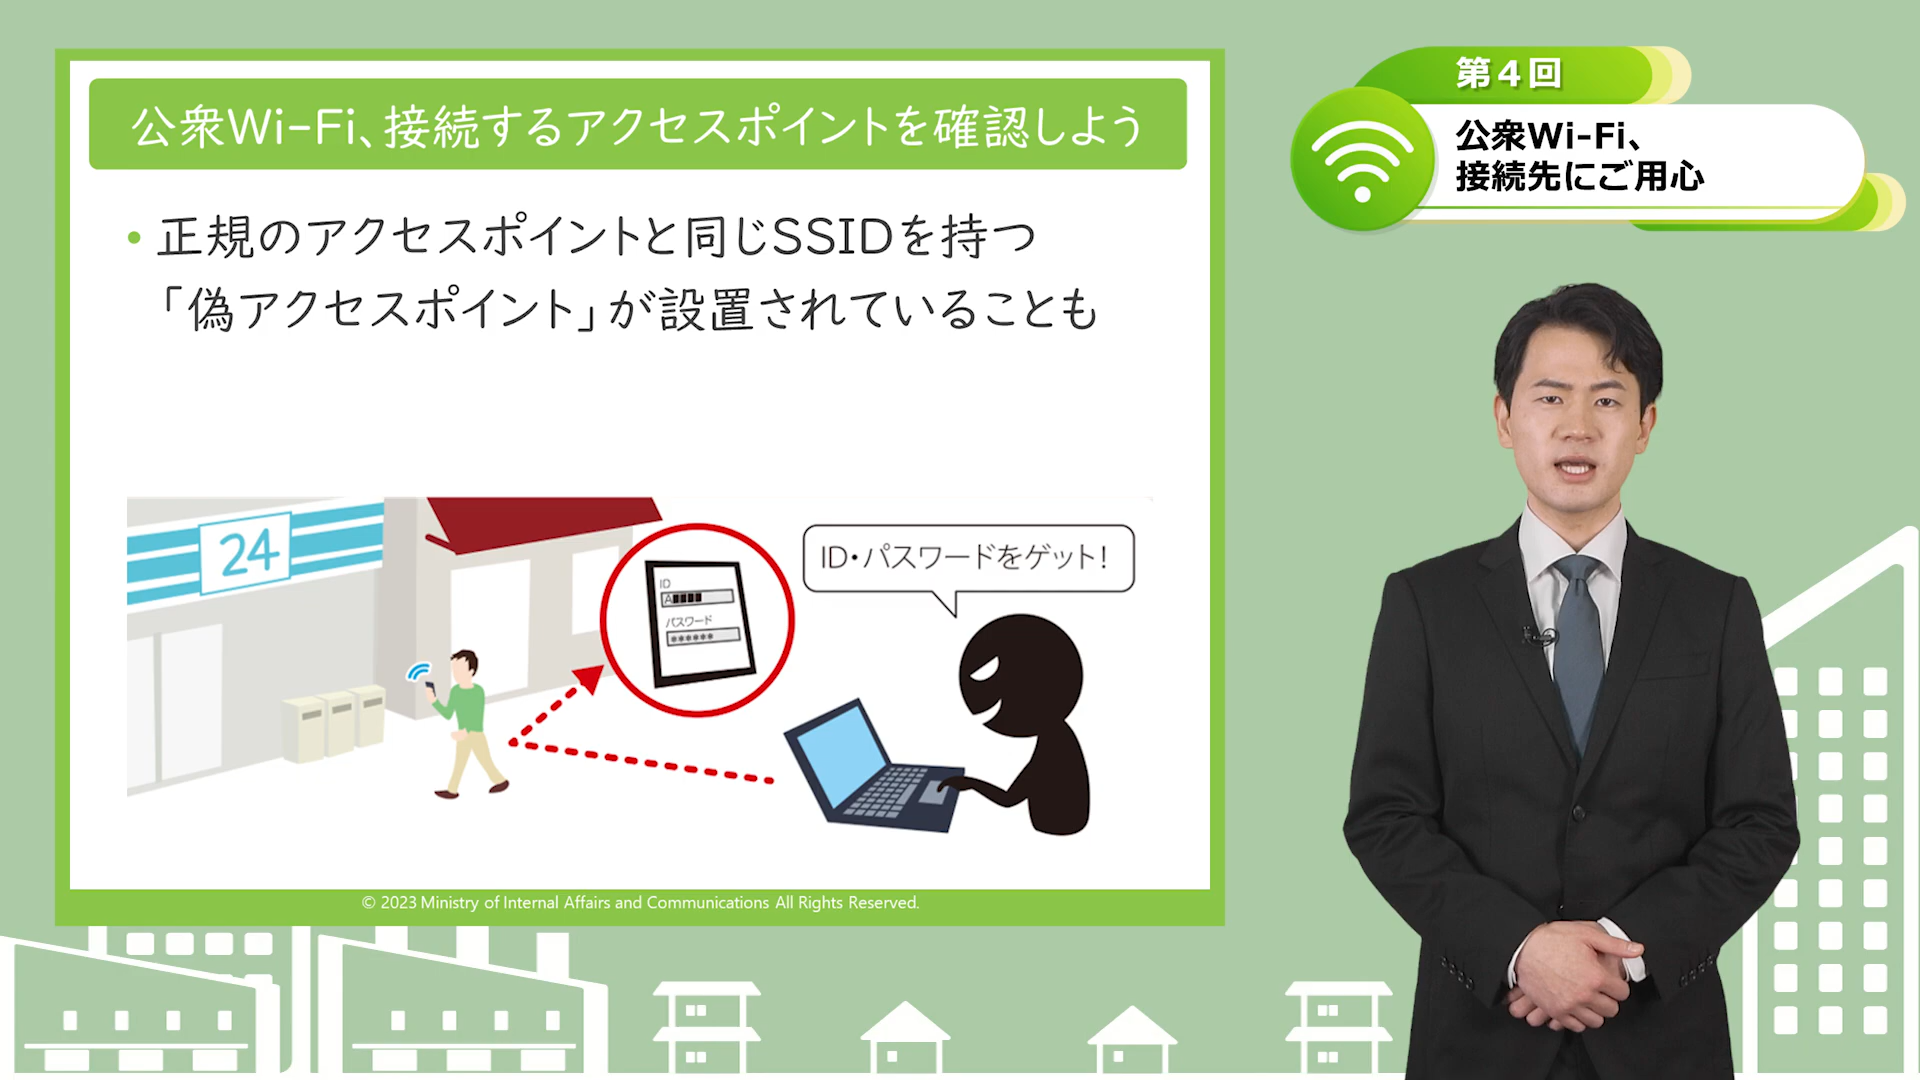 公衆Wi-Fi、接続するアクセスポイントを確認しよう
・正規のアクセスポイントと同じSSIDを持つ
「偽アクセスポイント」が設置されていることも
24
ID
A
パスワード
******
ID・パスワードをゲット!
© 2023 Ministry of Internal Affairs and Communications All Rights Reserved.
第4回
公衆Wi-Fi、
接続先にご用心